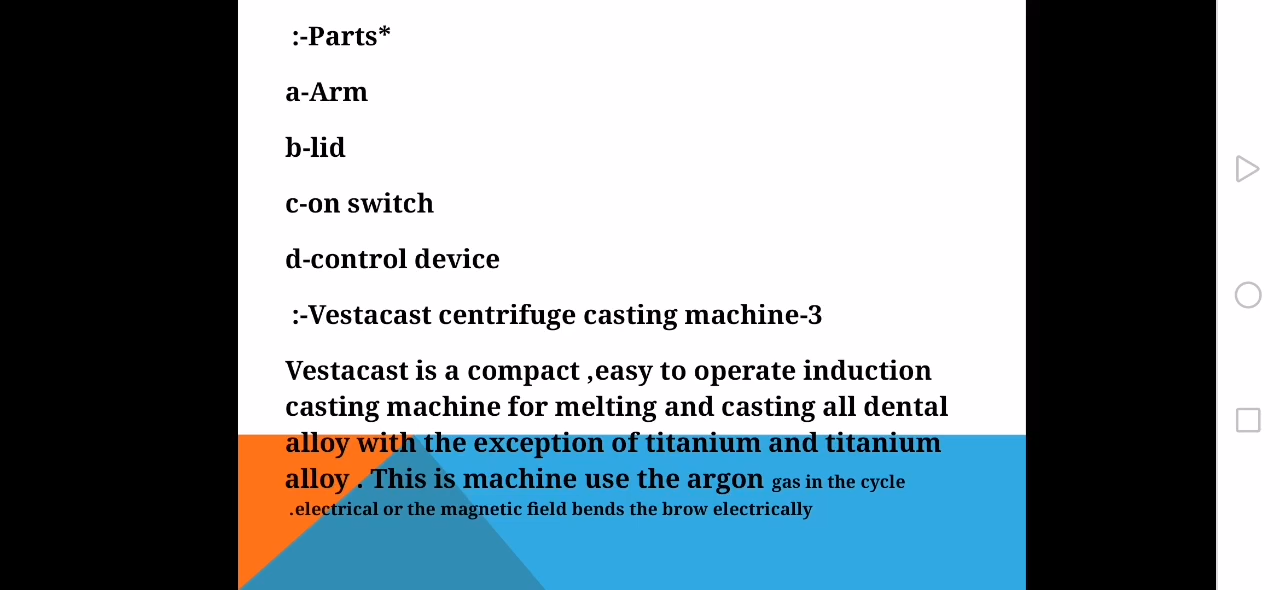 :-Parts*
a-Arm
b-lid
c-on switch
d-control device
:-Vestacast centrifuge casting machine-3
Vestacast is a compact ,easy to operate induction
casting machine for melting and casting all dental
alloy with the exception of titanium and titanium
alloy . This is machine use the argon gas in the cycle
.electrical or the magnetic field bends the brow electrically